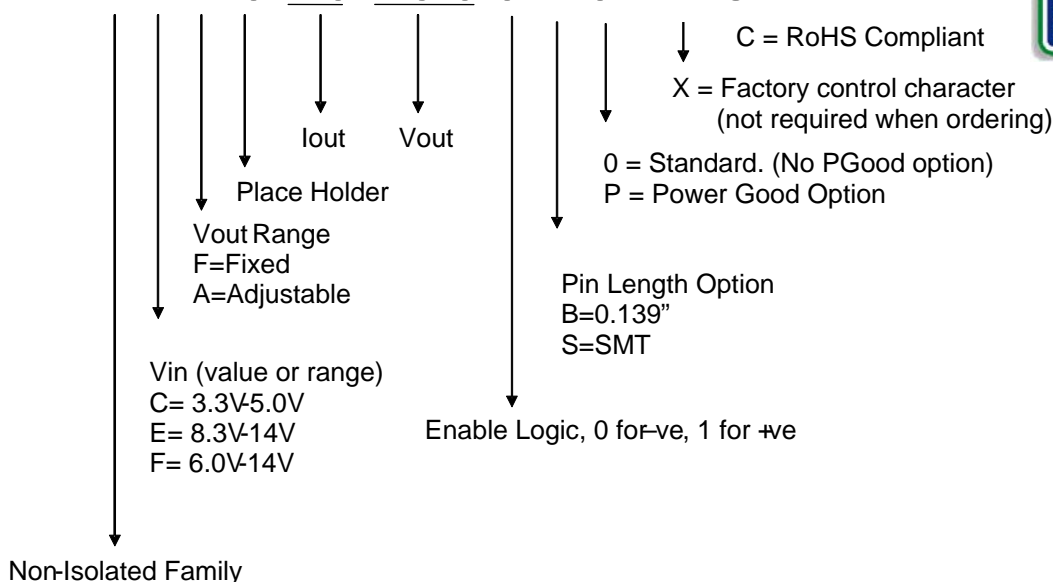 C = RoHS Compliant
X = Factory control character
(not required when ordering)
Iout
Vout
0 = Standard. (No PGood option)
P = Power Good Option
Place Holder
Vout Range
F=Fixed
A=Adjustable
Pin Length Option
B=0.139”
S=SMT
Vin (value or range)
C= 3.3V-5.0V
E= 8.3V-14V
F= 6.0V-14V
Enable Logic, 0 for-ve, 1 for +ve
Non-Isolated Family